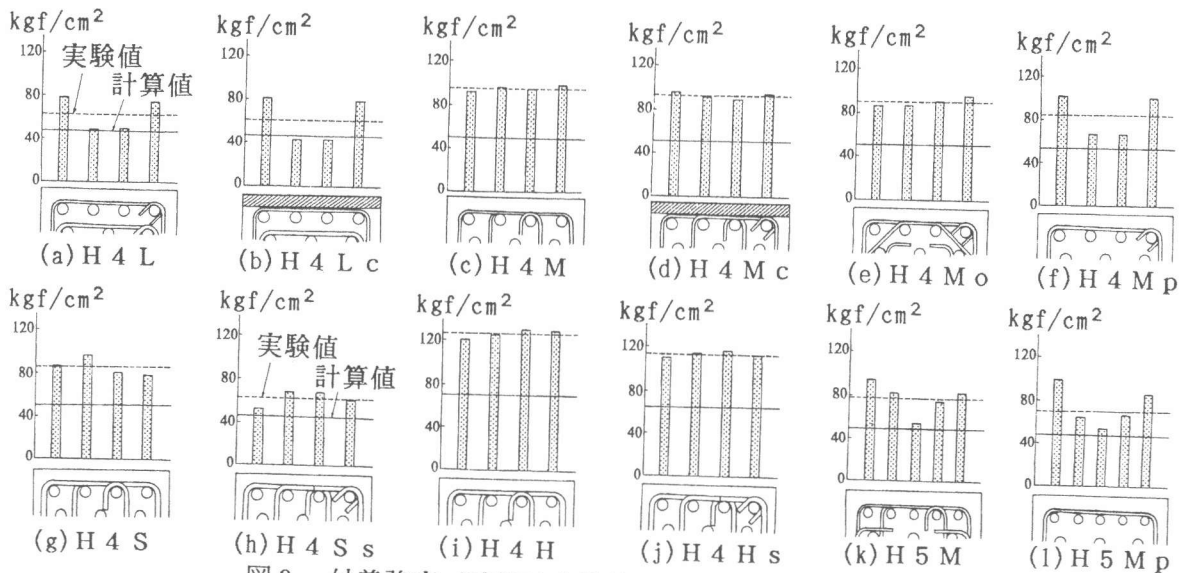 kgf/cm² kgf/cm² kgf/cm² kgf/cm² kgf/cm² kgf/cm²
120 120 120 120 120 120
実験値
計算値
80 80 80 80 80 80
40 40 40 40 40 40
0 0 0 0 0 0
(a) H 4 L (b) H 4 L c (c) H 4 M (d) H 4 M c (e) H 4 M o (f) H 4 M p
kgf/cm² kgf/cm² kgf/cm² kgf/cm² kgf/cm² kgf/cm²
120 120 120 120 120 120
実験値
計算値
80 80 80 80 80 80
40 40 40 40 40 40
0 0 0 0 0 0
(g) H 4 S (h) H 4 S s (i) H 4 H (j) H 4 H s (k) H 5 M (l) H 5 M p